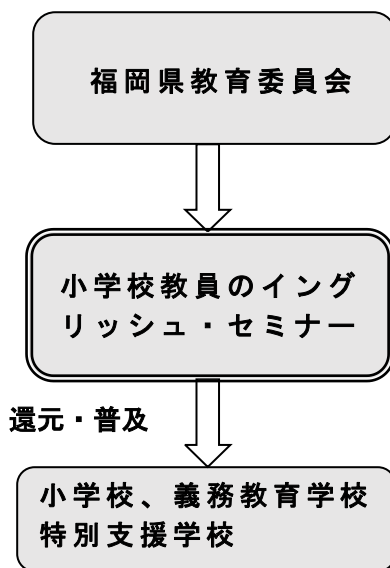 福岡県教育委員会
小学校教員のイング
リッシュ・セミナー
還元・普及
小学校、義務教育学校
特別支援学校